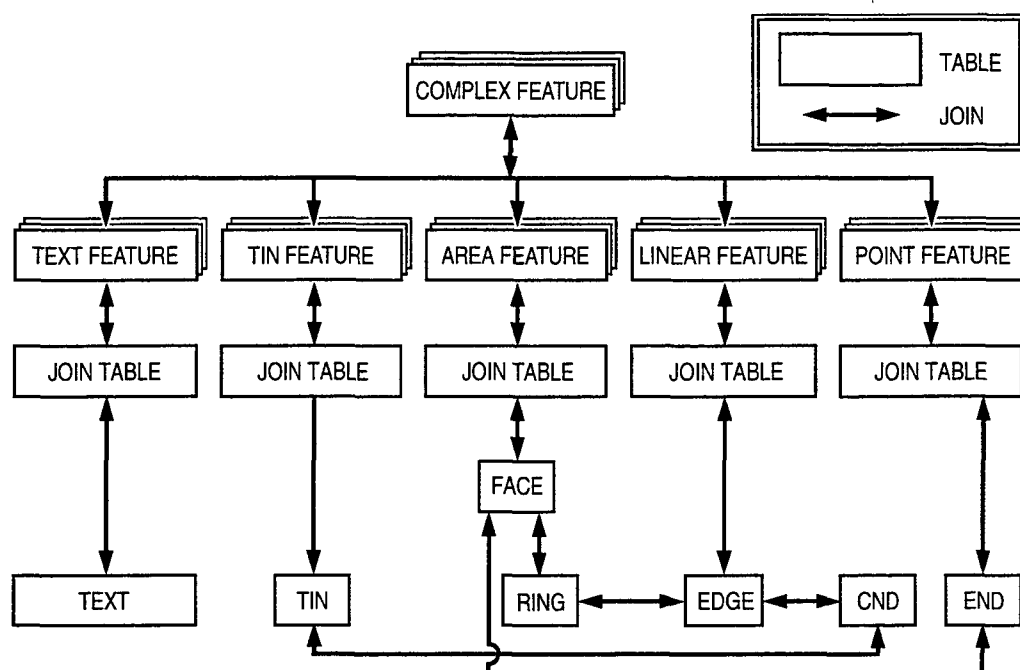 COMPLEX FEATURE
TABLE
JOIN
TEXT FEATURE
TIN FEATURE
AREA FEATURE
LINEAR FEATURE
POINT FEATURE
JOIN TABLE
JOIN TABLE
JOIN TABLE
JOIN TABLE
JOIN TABLE
FACE
TEXT
TIN
RING
EDGE
CND
END